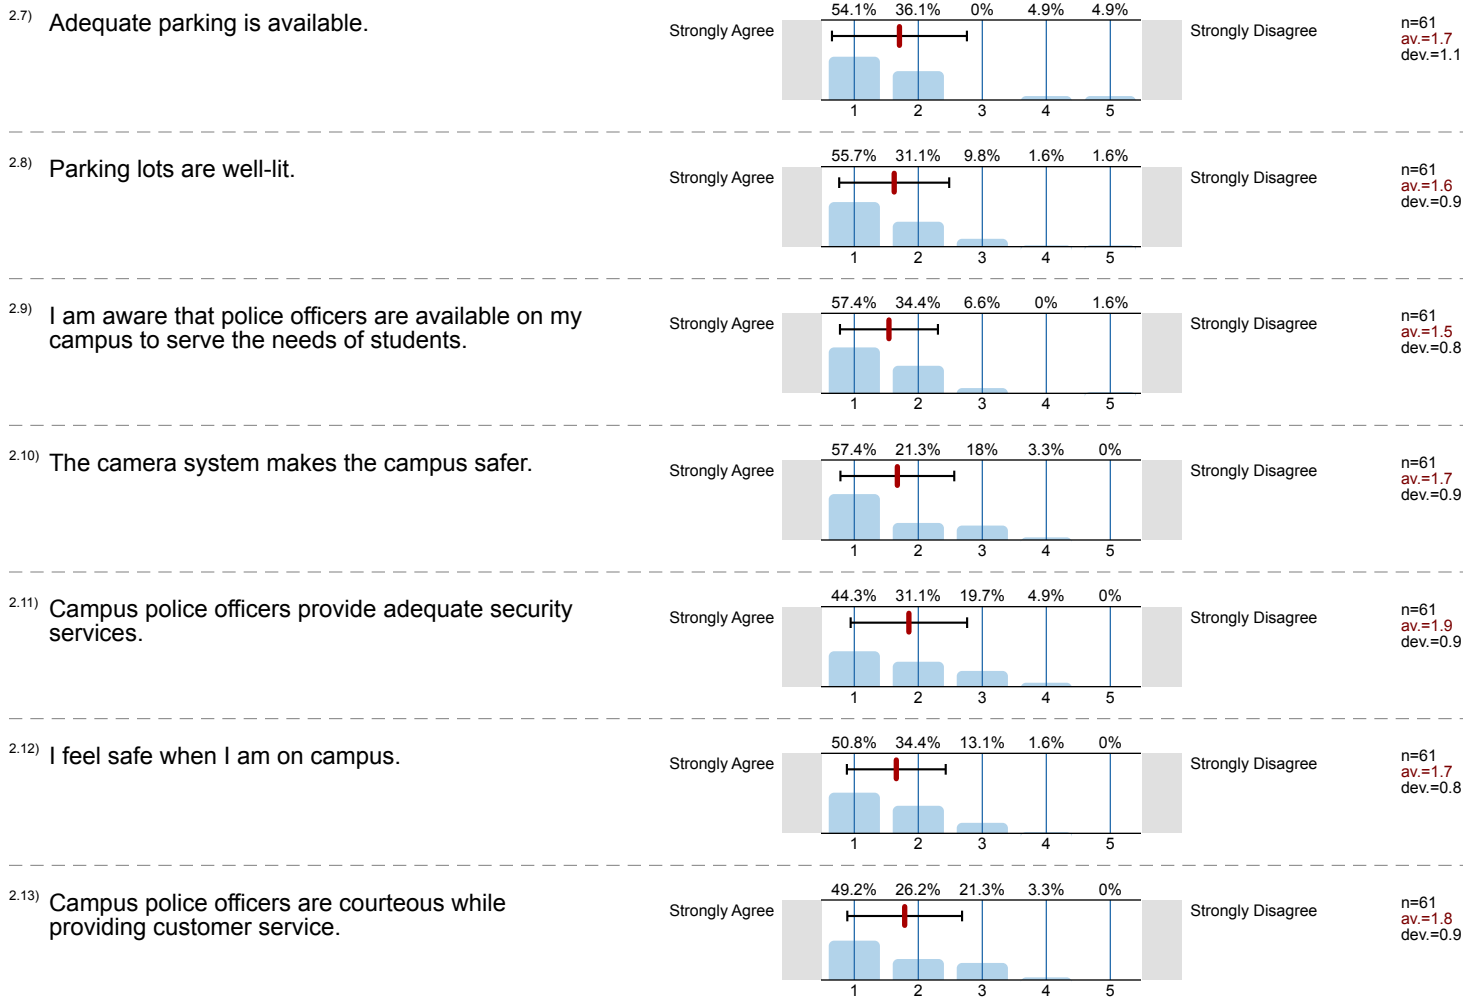 2.7) Adequate parking is available.
54.1% 36.1% 0% 4.9% 4.9%
Strongly Agree Strongly Disagree
n=61
av.=1.7
dev.=1.1
1 2 3 4 5
2.8) Parking lots are well-lit.
55.7% 31.1% 9.8% 1.6% 1.6%
Strongly Agree Strongly Disagree
n=61
av.=1.6
dev.=0.9
1 2 3 4 5
2.9) I am aware that police officers are available on my
campus to serve the needs of students.
57.4% 34.4% 6.6% 0% 1.6%
Strongly Agree Strongly Disagree
n=61
av.=1.5
dev.=0.8
1 2 3 4 5
2.10) The camera system makes the campus safer.
57.4% 21.3% 18% 3.3% 0%
Strongly Agree Strongly Disagree
n=61
av.=1.7
dev.=0.9
1 2 3 4 5
2.11) Campus police officers provide adequate security
services.
44.3% 31.1% 19.7% 4.9% 0%
Strongly Agree Strongly Disagree
n=61
av.=1.9
dev.=0.9
1 2 3 4 5
2.12) I feel safe when I am on campus.
50.8% 34.4% 13.1% 1.6% 0%
Strongly Agree Strongly Disagree
n=61
av.=1.7
dev.=0.8
1 2 3 4 5
2.13) Campus police officers are courteous while
providing customer service.
49.2% 26.2% 21.3% 3.3% 0%
Strongly Agree Strongly Disagree
n=61
av.=1.8
dev.=0.9
1 2 3 4 5